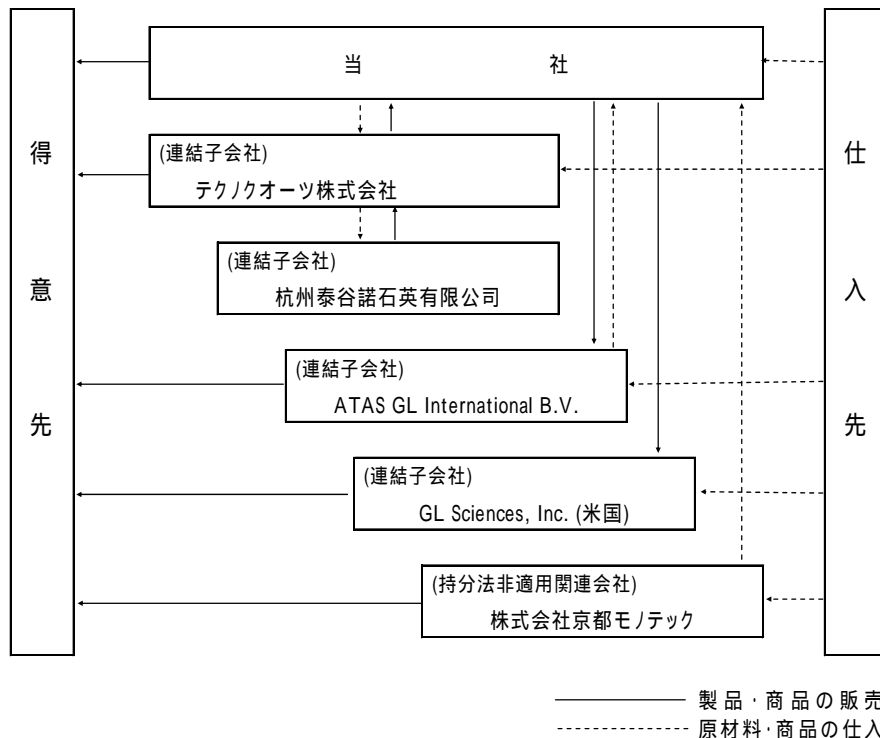 当社
得意先
仕入先
(連結子会社)
テクノクオーツ株式会社
(連結子会社)
杭州泰谷諾石英有限公司
(連結子会社)
ATAS GL International B.V.
(連結子会社)
GL Sciences, Inc. (米国)
(持分法非適用関連会社)
株式会社京都モノテック
製品・商品の販売
原材料・商品の仕入